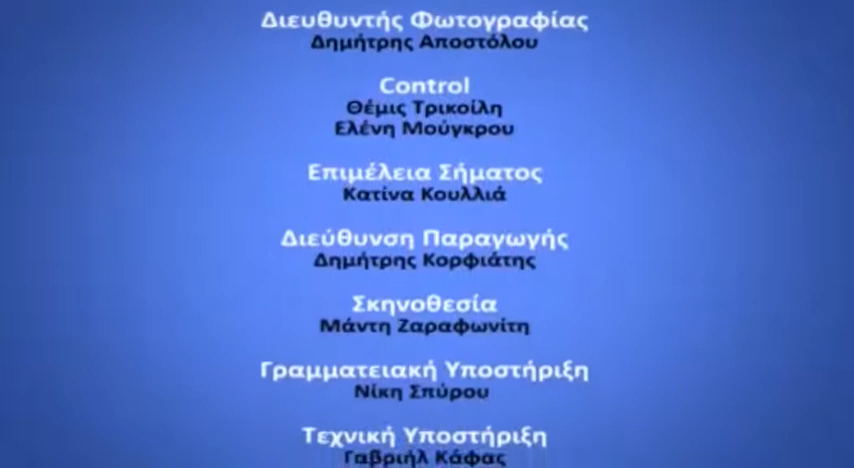 Διευθυντής Φωτογραφίας
Δημήτρης Αποστόλου
Control
Θέμις Τρικοίλη
Ελένη Μούγκρου
Επιμέλεια Σήματος
Κατίνα Κουλλιά
Διεύθυνση Παραγωγής
Δημήτρης Κορφιάτης
Σκηνοθεσία
Μάντη Ζαραφωνίτη
Γραμματειακή Υποστήριξη
Νίκη Σπύρου
Τεχνική Υποστήριξη
Γαβριήλ Κάφας